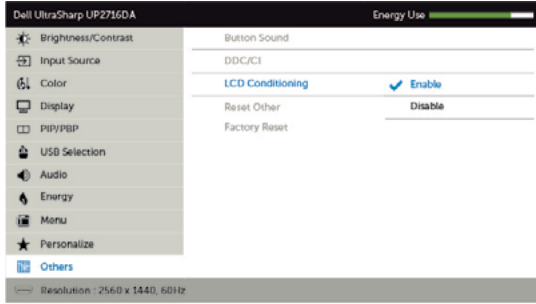 Dell UltraSharp UP2716DA Energy Use
Brightness/Contrast Button Sound
Input Source DDC/CI
Color LCD Conditioning Enable
Display Reset Other Disable
PIP/PBP Factory Reset
USB Selection
Audio
Energy
Menu
Personalize
Others
Resolution : 2560 x 1440, 60Hz